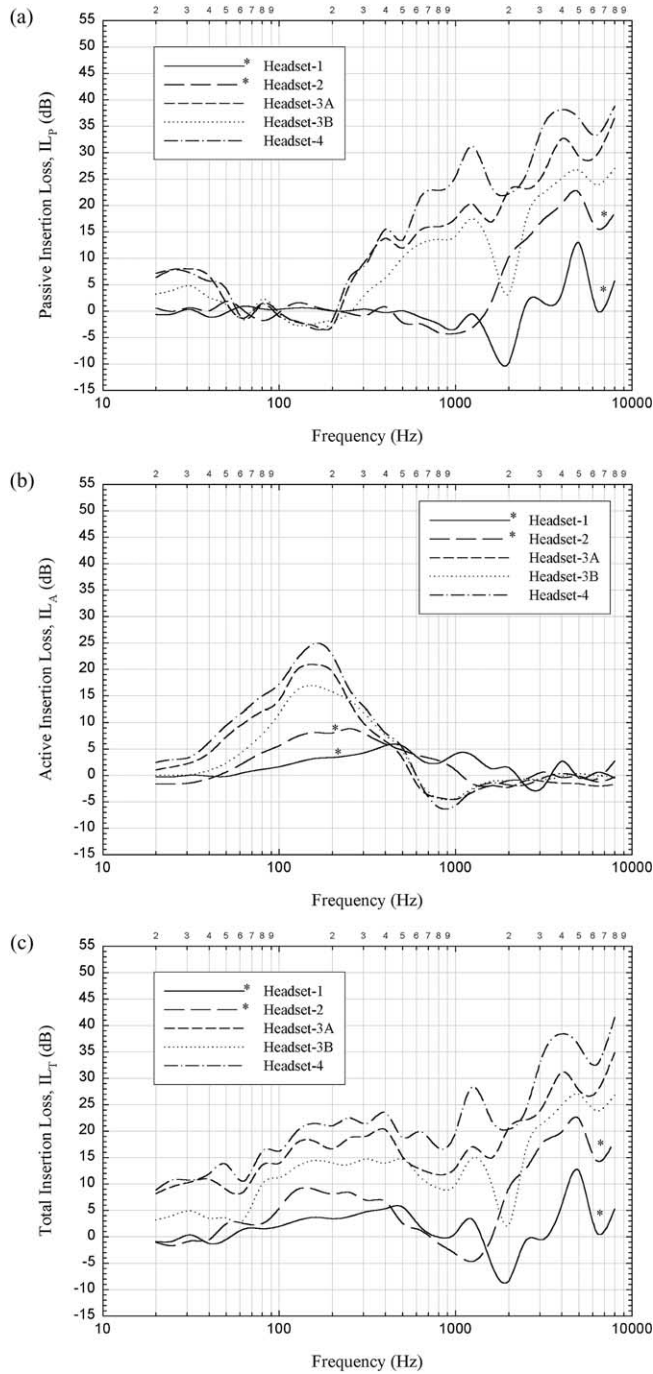 (a)
2 3 4 5 6 7 8 9 2 3 4 5 6 7 8 9 2 3 4 5 6 7 8 9
55
50
45
40
35
30
25
20
15
10
5
0
-5
-10
-15
Passive Insertion Loss, IL_P (dB)
* Headset-1
* Headset-2
Headset-3A
Headset-3B
Headset-4
*
*
10 100 1000 10000
Frequency (Hz)
(b)
2 3 4 5 6 7 8 9 2 3 4 5 6 7 8 9 2 3 4 5 6 7 8 9
55
50
45
40
35
30
25
20
15
10
5
0
-5
-10
-15
Active Insertion Loss, IL_A (dB)
* Headset-1
* Headset-2
Headset-3A
Headset-3B
Headset-4
*
*
10 100 1000 10000
Frequency (Hz)
(c)
2 3 4 5 6 7 8 9 2 3 4 5 6 7 8 9 2 3 4 5 6 7 8 9
55
50
45
40
35
30
25
20
15
10
5
0
-5
-10
-15
Total Insertion Loss, IL_T (dB)
* Headset-1
* Headset-2
Headset-3A
Headset-3B
Headset-4
*
*
10 100 1000 10000
Frequency (Hz)